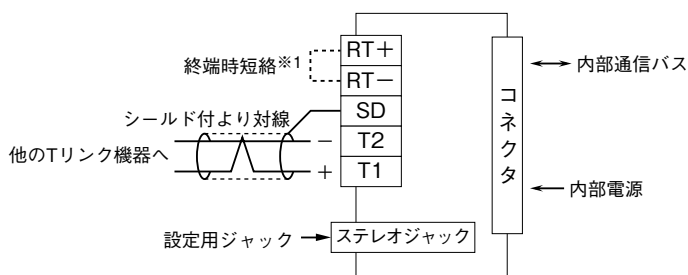 RT＋
終端時短絡※1
RT－
シールド付より対線
SD
－
T2
他のTリンク機器へ
＋
T1
設定用ジャック
ステレオジャック
コネクタ
内部通信バス
内部電源